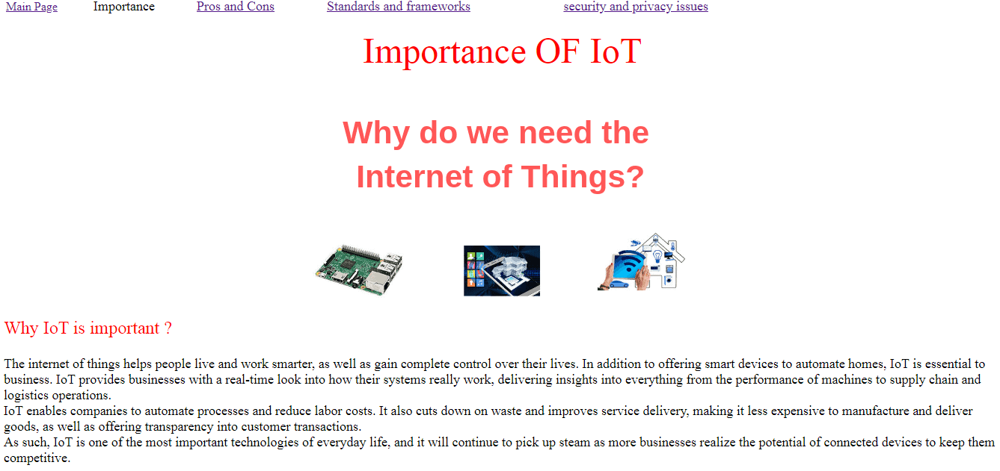 Main Page Importance Pros and Cons Standards and frameworks security and privacy issues
Importance OF IoT
Why do we need the
Internet of Things?
Why IoT is important ?
The internet of things helps people live and work smarter, as well as gain complete control over their lives. In addition to offering smart devices to automate homes, IoT is essential to
business. IoT provides businesses with a real-time look into how their systems really work, delivering insights into everything from the performance of machines to supply chain and
logistics operations.
IoT enables companies to automate processes and reduce labor costs. It also cuts down on waste and improves service delivery, making it less expensive to manufacture and deliver
goods, as well as offering transparency into customer transactions.
As such, IoT is one of the most important technologies of everyday life, and it will continue to pick up steam as more businesses realize the potential of connected devices to keep them
competitive.